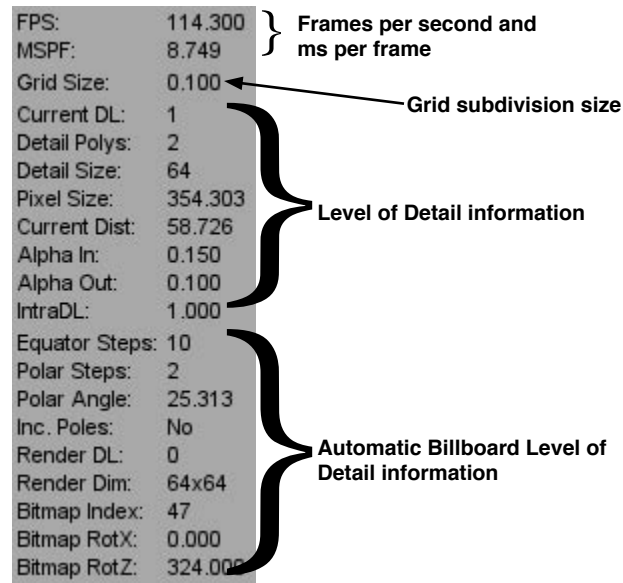 FPS: 114.300
MSPF: 8.749
Frames per second and
ms per frame
Grid Size: 0.100
Grid subdivision size
Current DL: 1
Detail Polys: 2
Detail Size: 64
Pixel Size: 354.303
Current Dist: 58.726
Alpha In: 0.150
Alpha Out: 0.100
IntraDL: 1.000
Level of Detail information
Equator Steps: 10
Polar Steps: 2
Polar Angle: 25.313
Inc. Poles: No
Render DL: 0
Render Dim: 64x64
Bitmap Index: 47
Bitmap RotX: 0.000
Bitmap RotZ: 324.000
Automatic Billboard Level of
Detail information